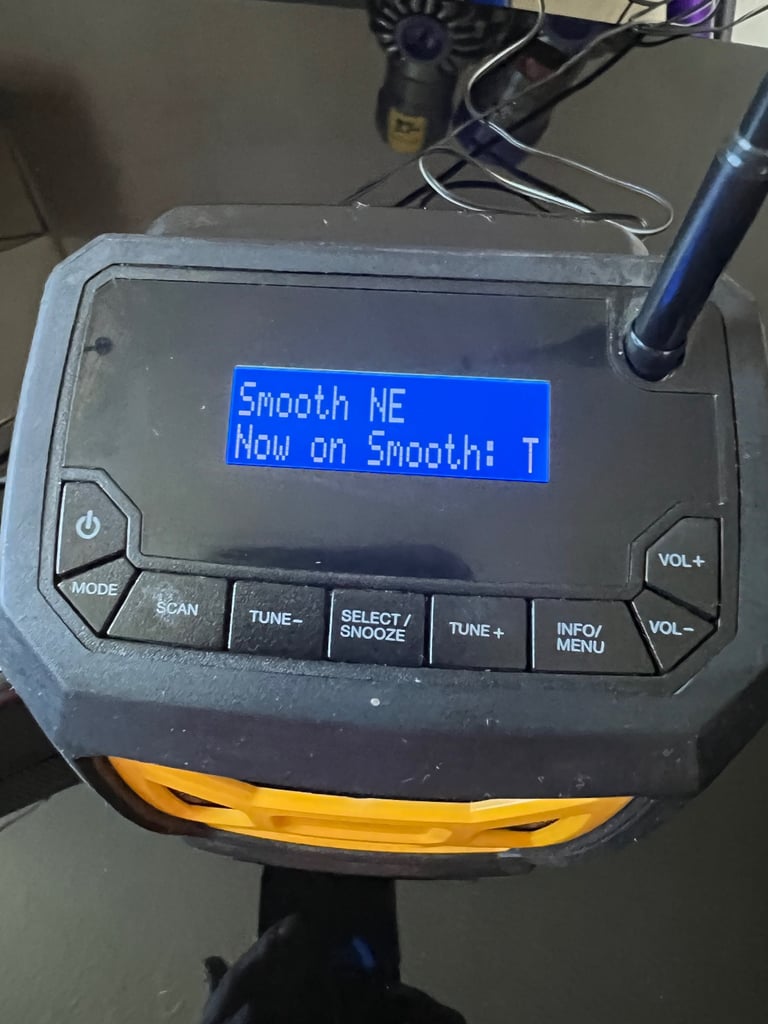 Smooth NE
Now on Smooth: T
MODE
SCAN
TUNE-
SELECT/
SNOOZE
TUNE+
INFO/
MENU
VOL+
VOL-